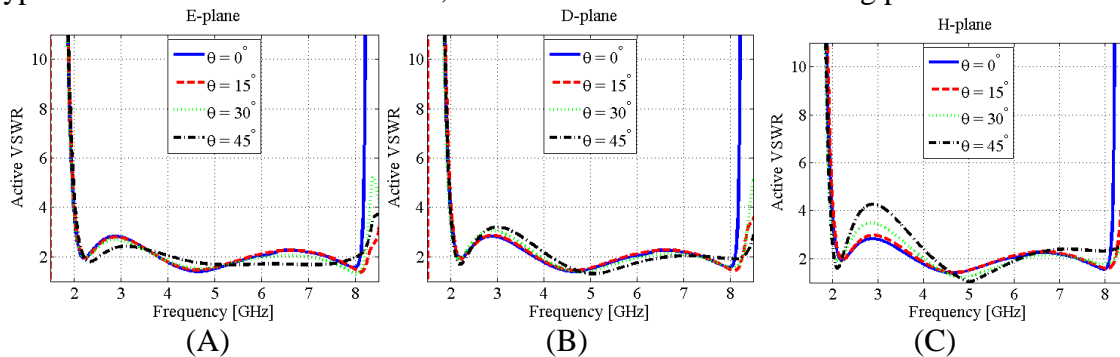 E-plane
D-plane
H-plane
Active VSWR
10
8
6
4
2
θ = 0°
θ = 15°
θ = 30°
θ = 45°
2 3 4 5 6 7 8
Frequency [GHz]
(A)
Active VSWR
10
8
6
4
2
θ = 0°
θ = 15°
θ = 30°
θ = 45°
2 3 4 5 6 7 8
Frequency [GHz]
(B)
Active VSWR
10
8
6
4
2
θ = 0°
θ = 15°
θ = 30°
θ = 45°
2 3 4 5 6 7 8
Frequency [GHz]
(C)